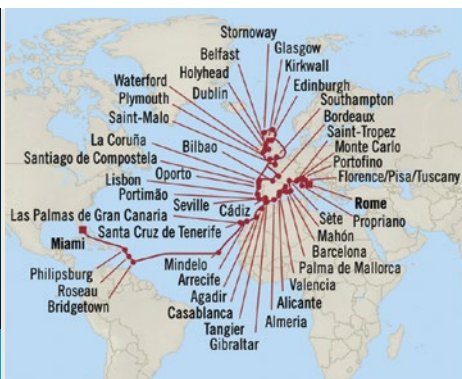 Stornoway
Glasgow
Belfast
Kirkwall
Holyhead
Edinburgh
Waterford
Dublin
Southampton
Plymouth
Bordeaux
Saint-Malo
Saint-Tropez
La Coruña
Bilbao
Monte Carlo
Santiago de Compostela
Portofino
Oporto
Florence/Pisa/Tuscany
Lisbon
Rome
Portimão
Seville
Sète
Propriano
Las Palmas de Gran Canaria
Cádiz
Mahón
Santa Cruz de Tenerife
Barcelona
Miami
Mindelo
Palma de Mallorca
Philipsburg
Arrecife
Valencia
Roseau
Agadir
Alicante
Bridgetown
Casablanca
Almeria
Tangier
Gibraltar